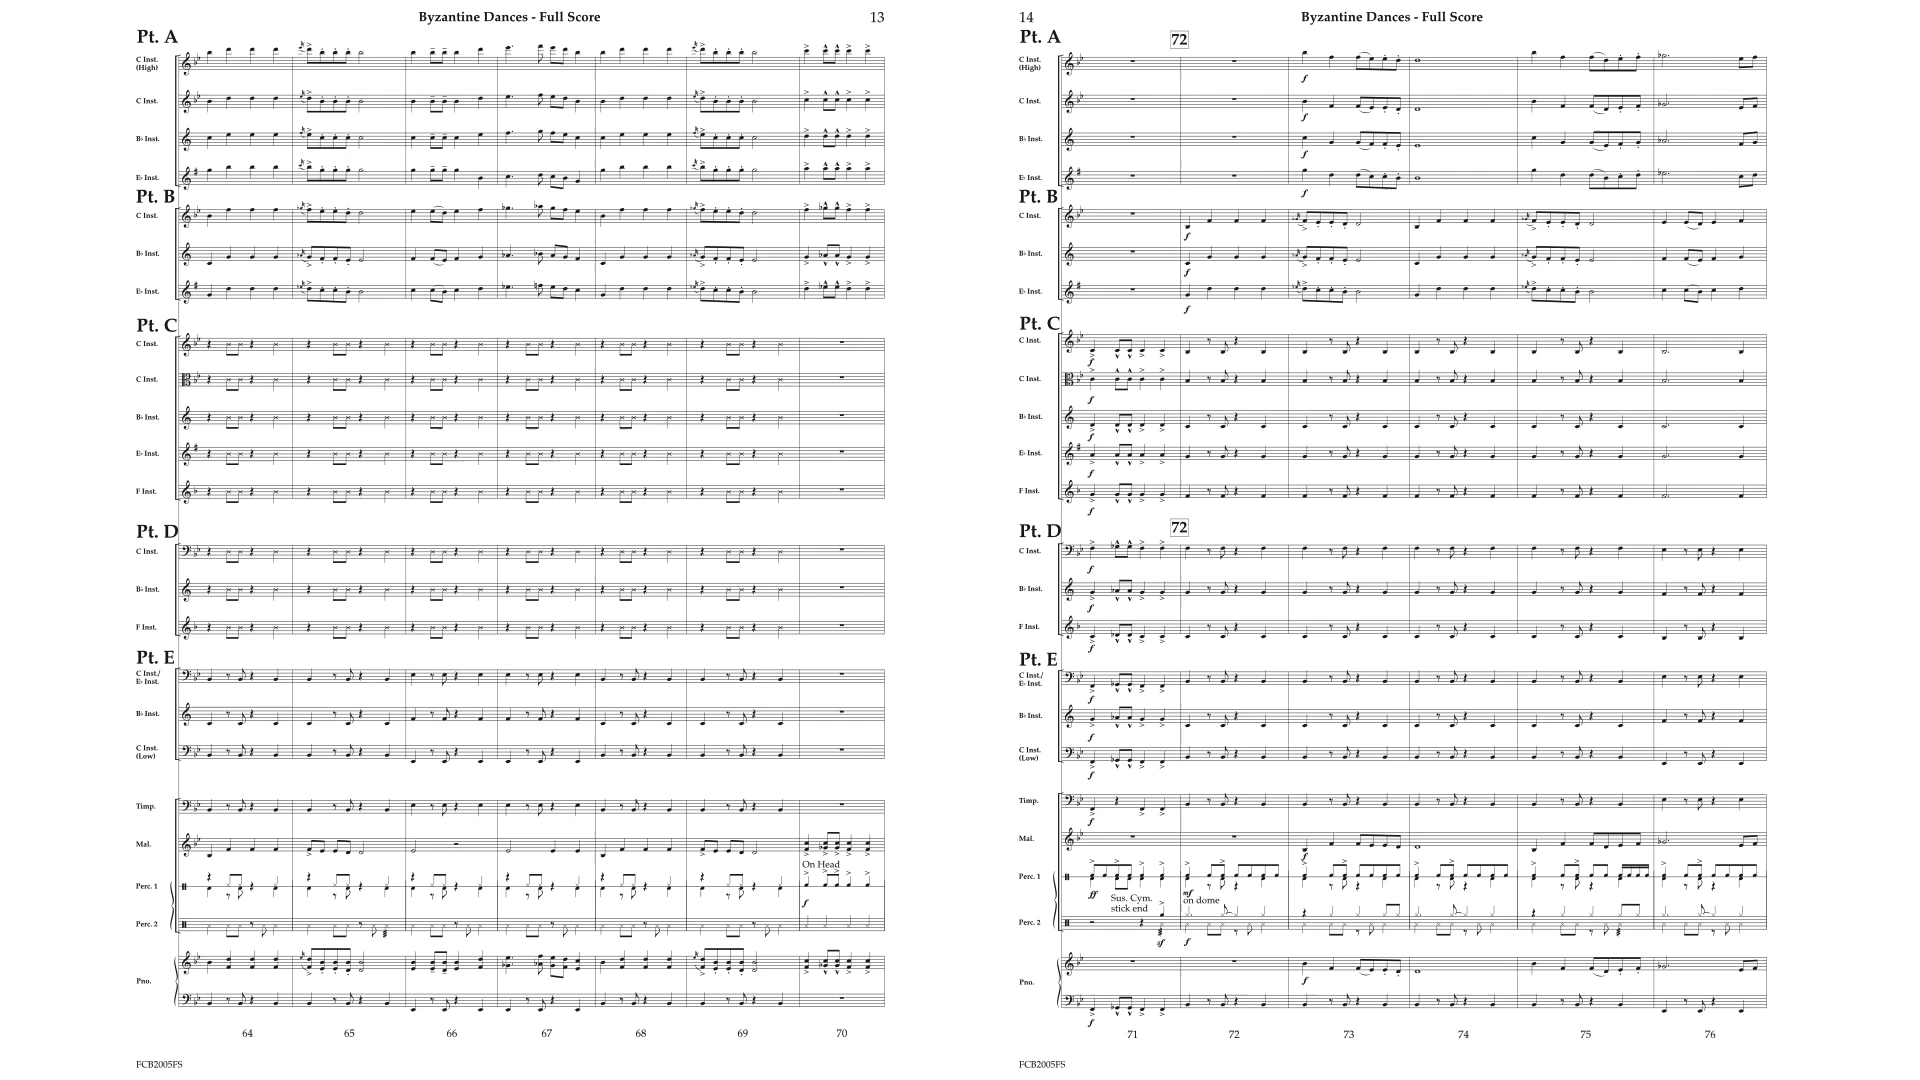 Byzantine Dances - Full Score
13
Pt. A
C Inst.
(High)
C Inst.
B♭ Inst.
E♭ Inst.
Pt. B
C Inst.
B♭ Inst.
E♭ Inst.
Pt. C
C Inst.
C Inst.
B♭ Inst.
E♭ Inst.
F Inst.
Pt. D
C Inst.
B♭ Inst.
F Inst.
Pt. E
C Inst./
E♭ Inst.
B♭ Inst.
C Inst.
(Low)
Timp.
Mal.
On Head
Perc. 1
f
Perc. 2
Pno.
64 65 66 67 68 69 70
FCB2005FS
14
Byzantine Dances - Full Score
Pt. A
72
C Inst.
(High)
f
C Inst.
f
B♭ Inst.
f
E♭ Inst.
f
Pt. B
C Inst.
f
B♭ Inst.
f
E♭ Inst.
f
Pt. C
C Inst.
f
C Inst.
f
B♭ Inst.
f
E♭ Inst.
f
F Inst.
f
Pt. D
72
C Inst.
f
B♭ Inst.
f
F Inst.
f
Pt. E
C Inst./
E♭ Inst.
f
B♭ Inst.
f
C Inst.
(Low)
f
Timp.
f
Mal.
f
Perc. 1
ff mf
Sus. Cym.
stick end
on dome
Perc. 2
sf f
Pno.
f
f
71 72 73 74 75 76
FCB2005FS